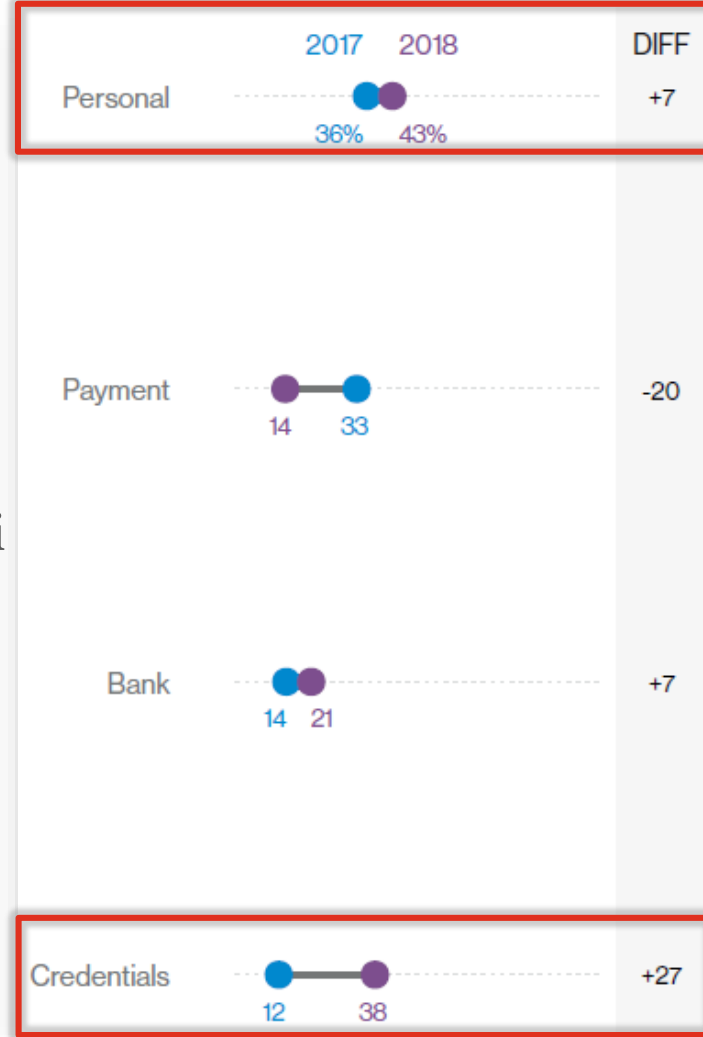 2017 2018 DIFF
Personal +7
36% 43%
Payment -20
14 33
i
Bank +7
14 21
Credentials +27
12 38